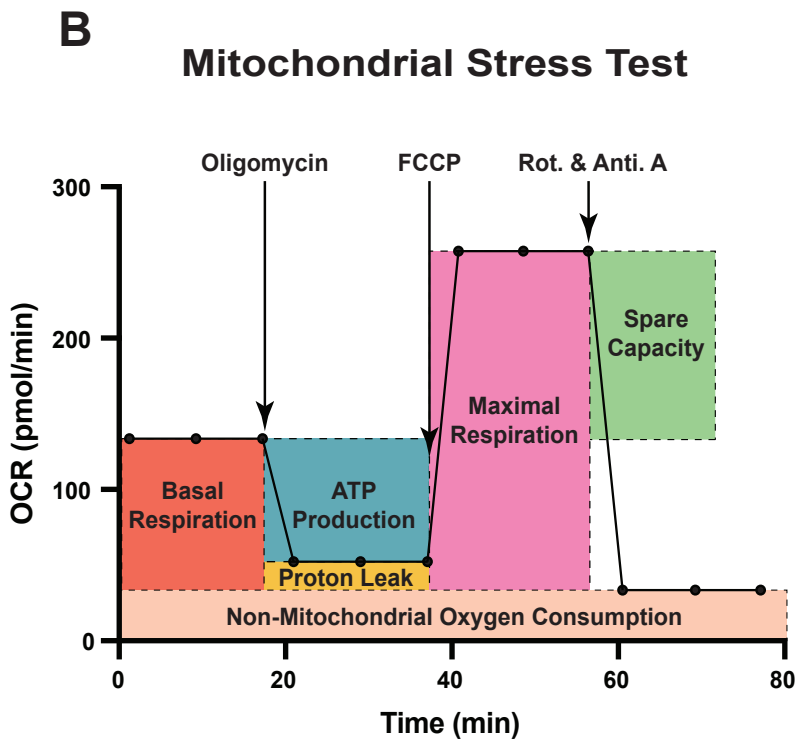 B
Mitochondrial Stress Test
Oligomycin
FCCP
Rot. & Anti. A
300
200
100
0
OCR (pmol/min)
Basal
Respiration
ATP
Production
Proton Leak
Maximal
Respiration
Spare
Capacity
Non-Mitochondrial Oxygen Consumption
0
20
40
60
80
Time (min)